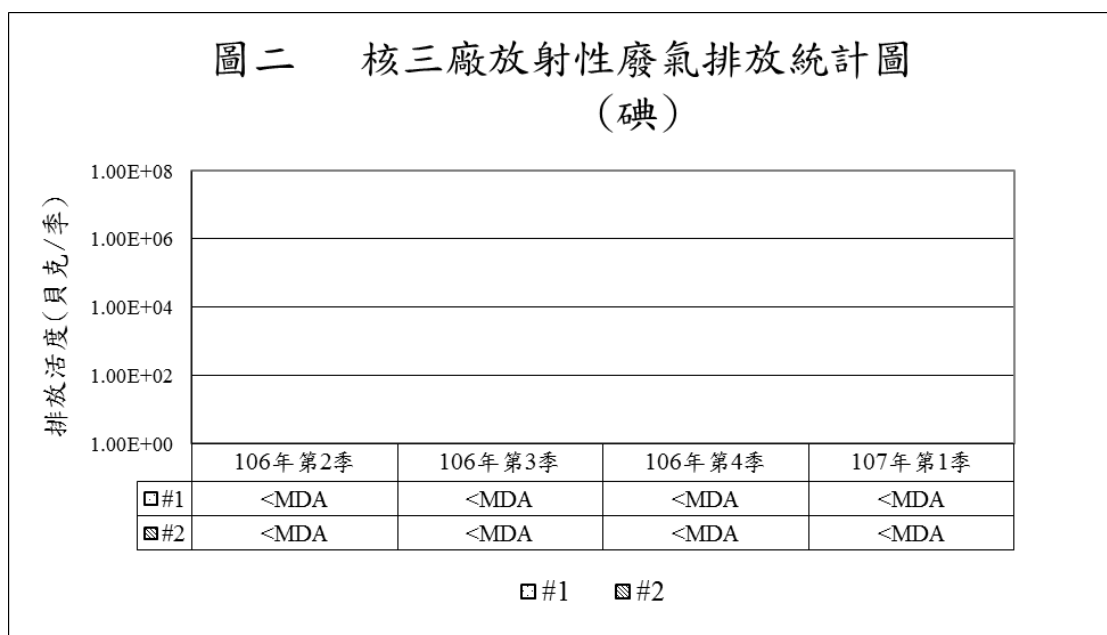 圖二 核三廠放射性廢氣排放統計圖
(碘)
排放活度(貝克/季)
1.00E+08
1.00E+06
1.00E+04
1.00E+02
1.00E+00
106年第2季 106年第3季 106年第4季 107年第1季
#1 <MDA <MDA <MDA <MDA
#2 <MDA <MDA <MDA <MDA
#1 #2